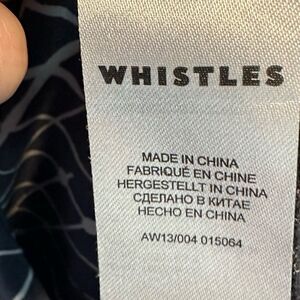 WHISTLES
MADE IN CHINA
FABRIQUÉ EN CHINE
HERGESTELLT IN CHINA
СДЕЛАНО В КИТАЕ
HECHO EN CHINA
AW13/004 015064